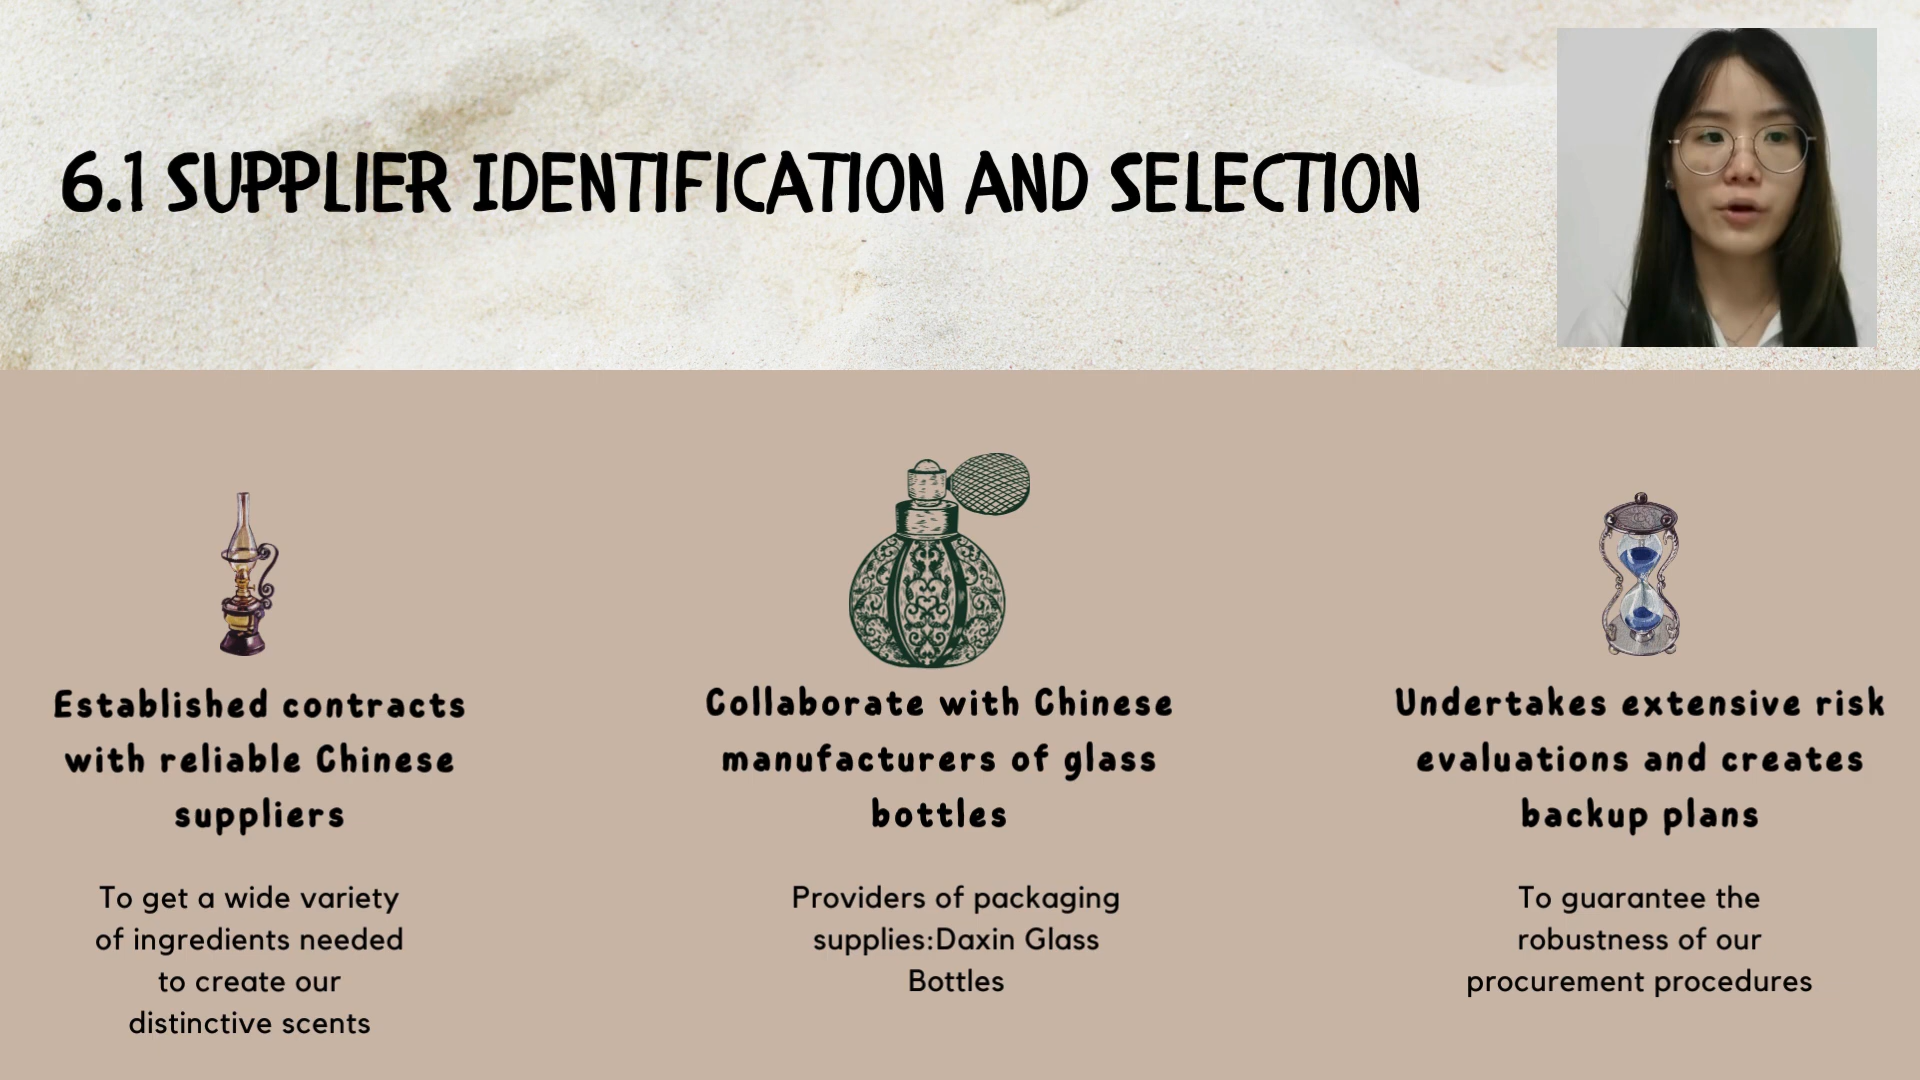 6.1 SUPPLIER IDENTIFICATION AND SELECTION
Established contracts
with reliable Chinese
suppliers
To get a wide variety
of ingredients needed
to create our
distinctive scents
Collaborate with Chinese
manufacturers of glass
bottles
Providers of packaging
supplies:Daxin Glass
Bottles
Undertakes extensive risk
evaluations and creates
backup plans
To guarantee the
robustness of our
procurement procedures